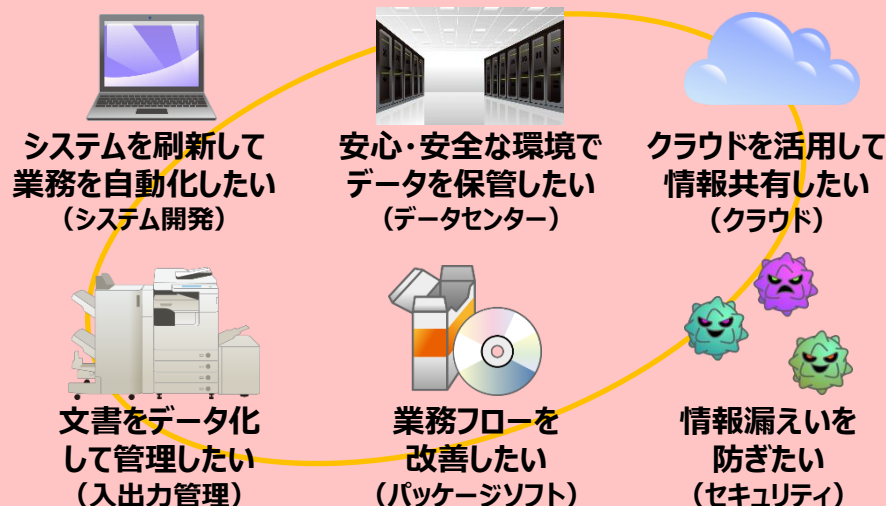 システムを刷新して
業務を自動化したい
（システム開発）
安心・安全な環境で
データを保管したい
（データセンター）
クラウドを活用して
情報共有したい
（クラウド）
文書をデータ化
して管理したい
（入出力管理）
業務フローを
改善したい
（パッケージソフト）
情報漏えいを
防ぎたい
（セキュリティ）